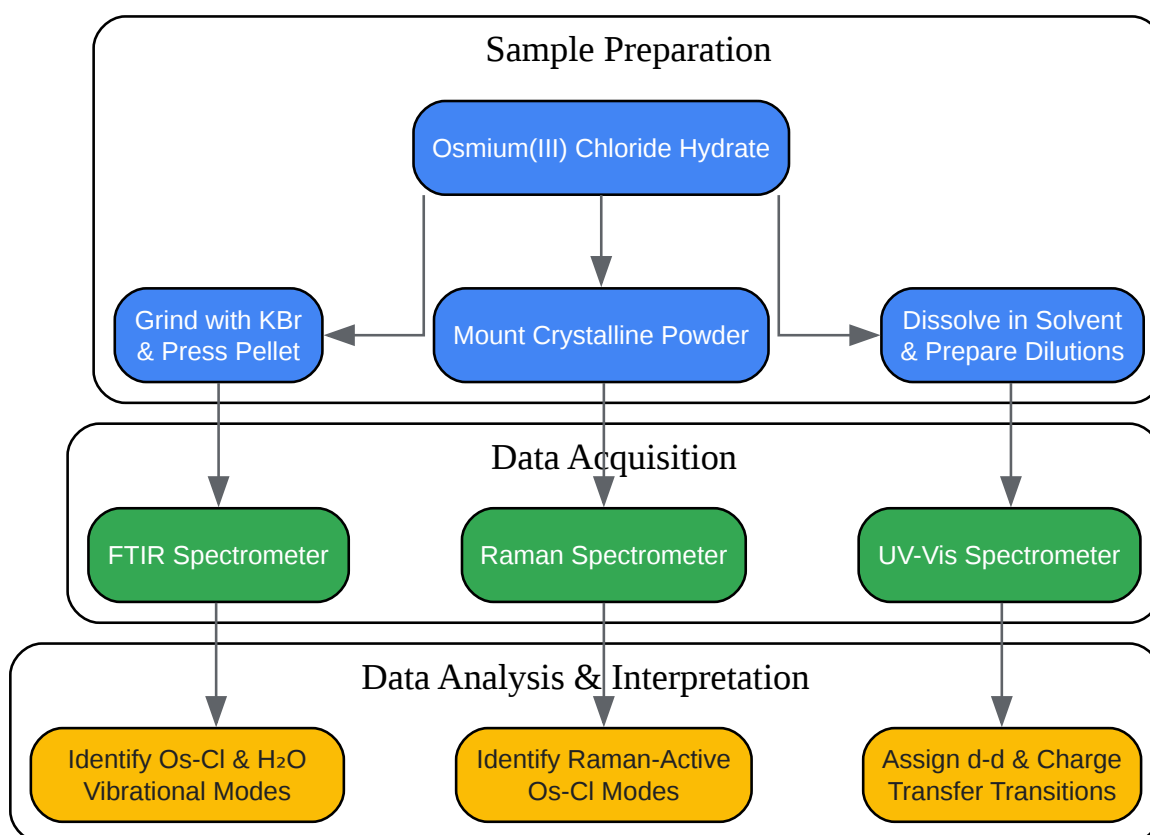 Sample Preparation
Osmium(III) Chloride Hydrate
Grind with KBr
& Press Pellet
Mount Crystalline Powder
Dissolve in Solvent
& Prepare Dilutions
Data Acquisition
FTIR Spectrometer
Raman Spectrometer
UV-Vis Spectrometer
Data Analysis & Interpretation
Identify Os-Cl & H₂O
Vibrational Modes
Identify Raman-Active
Os-Cl Modes
Assign d-d & Charge
Transfer Transitions